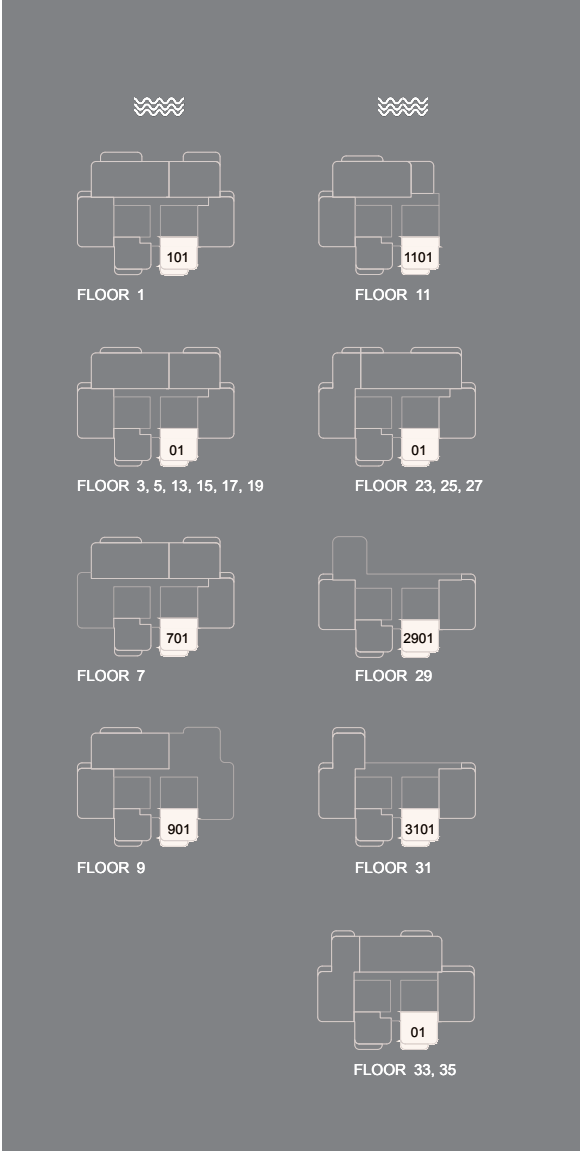 101
1101
FLOOR 1
FLOOR 11
01
01
FLOOR 3, 5, 13, 15, 17, 19
FLOOR 23, 25, 27
701
2901
FLOOR 7
FLOOR 29
901
3101
FLOOR 9
FLOOR 31
01
FLOOR 33, 35